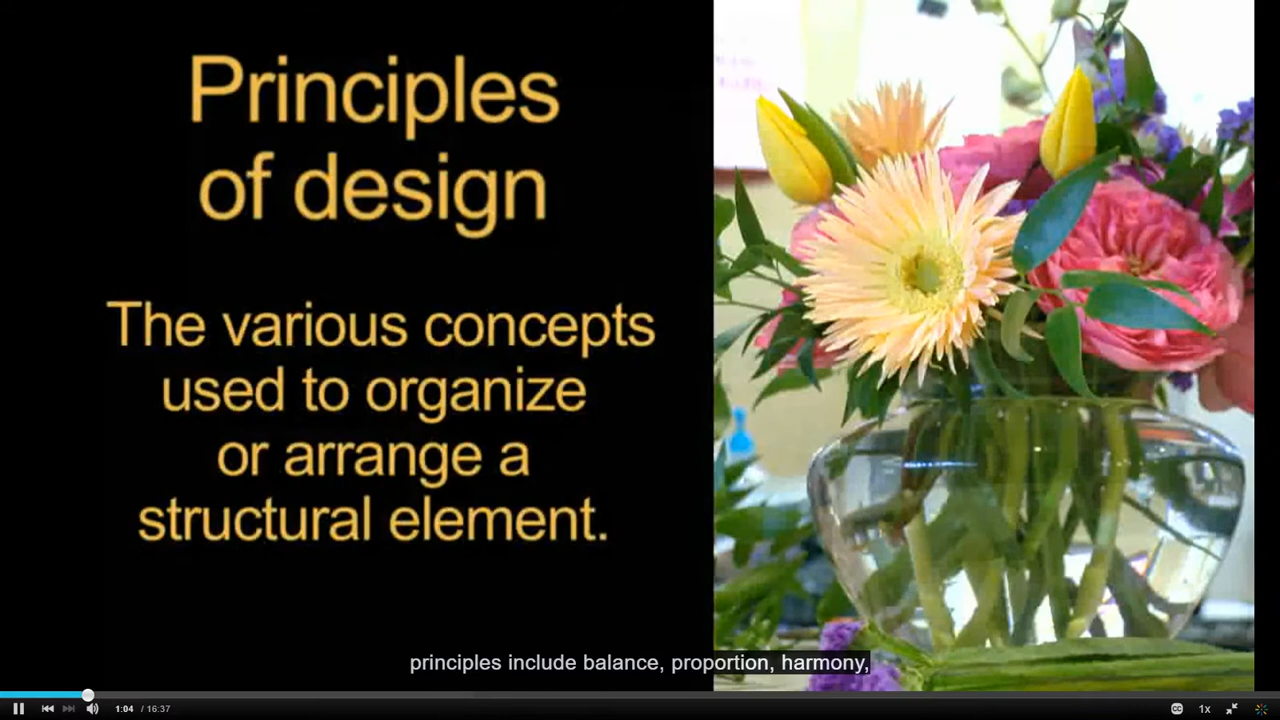 Principles
of design
The various concepts
used to organize
or arrange a
structural element.
principles include balance, proportion, harmony,
1:04 / 16:37
CC
1x